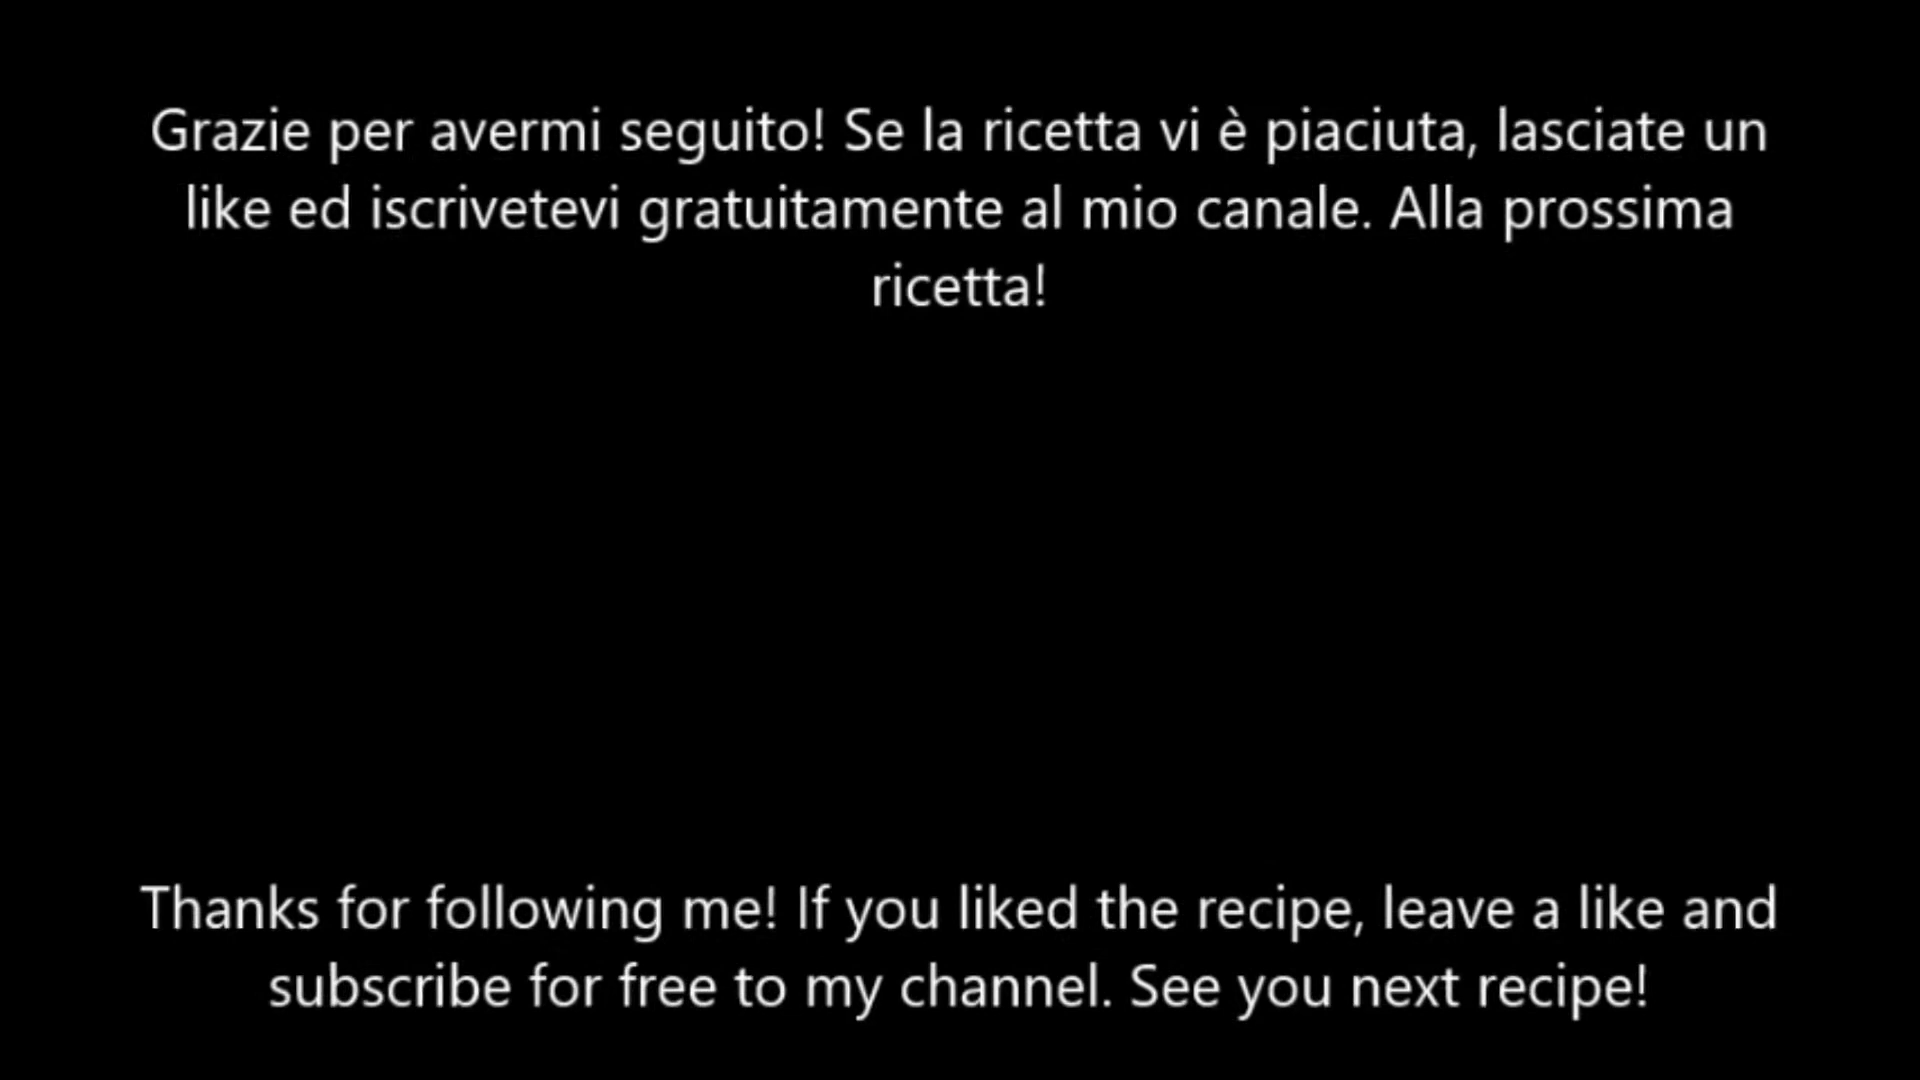 Grazie per avermi seguito! Se la ricetta vi è piaciuta, lasciate un
like ed iscrivetevi gratuitamente al mio canale. Alla prossima
ricetta!
Thanks for following me! If you liked the recipe, leave a like and
subscribe for free to my channel. See you next recipe!